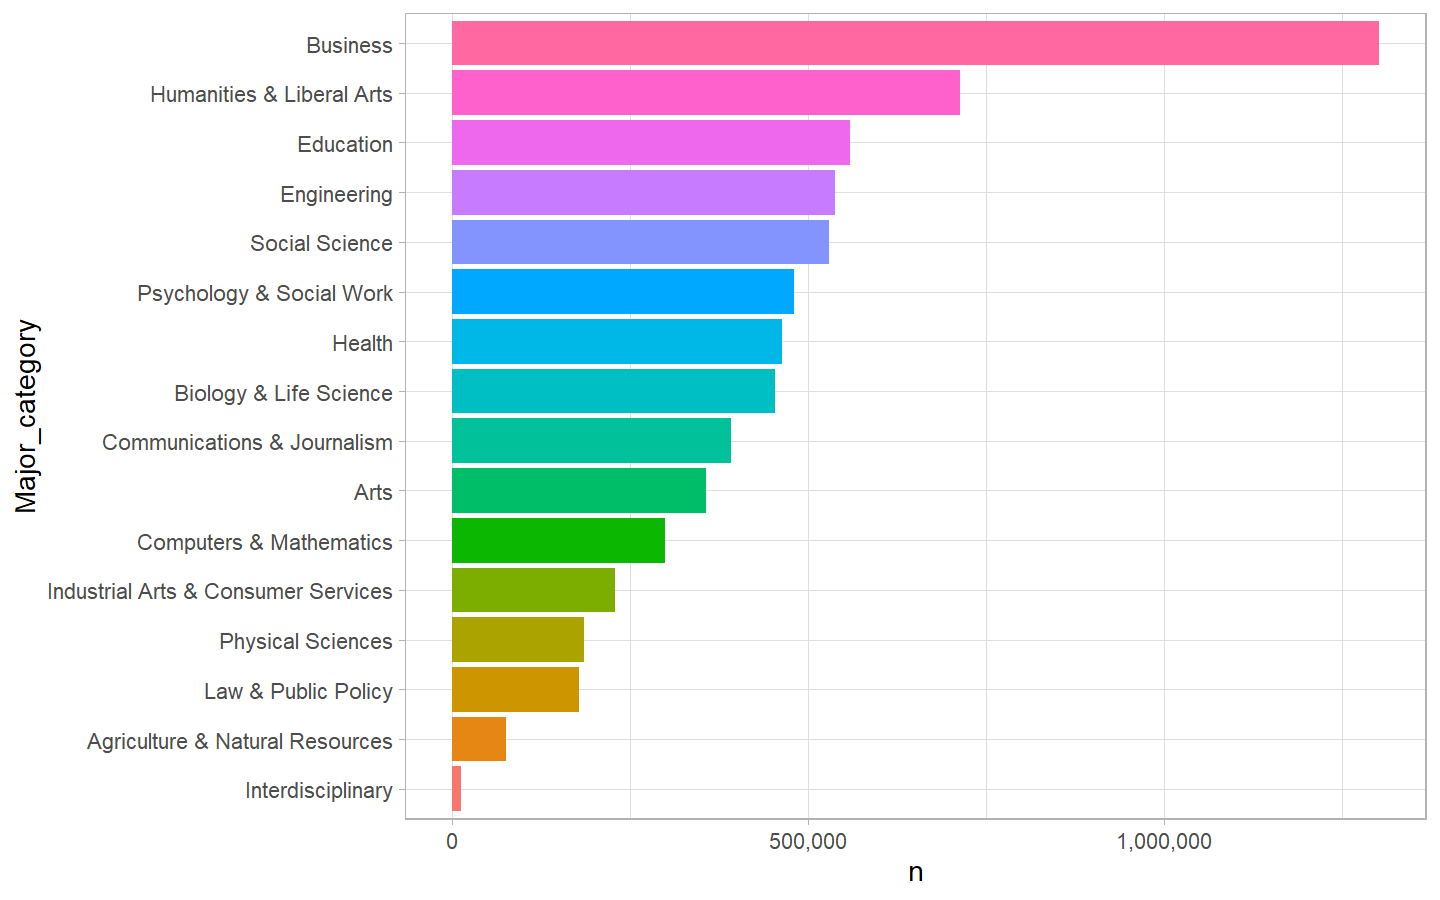 Business
Humanities & Liberal Arts
Education
Engineering
Social Science
Psychology & Social Work
Health
Biology & Life Science
Communications & Journalism
Arts
Computers & Mathematics
Industrial Arts & Consumer Services
Physical Sciences
Law & Public Policy
Agriculture & Natural Resources
Interdisciplinary
Major_category
0 500,000 1,000,000
n